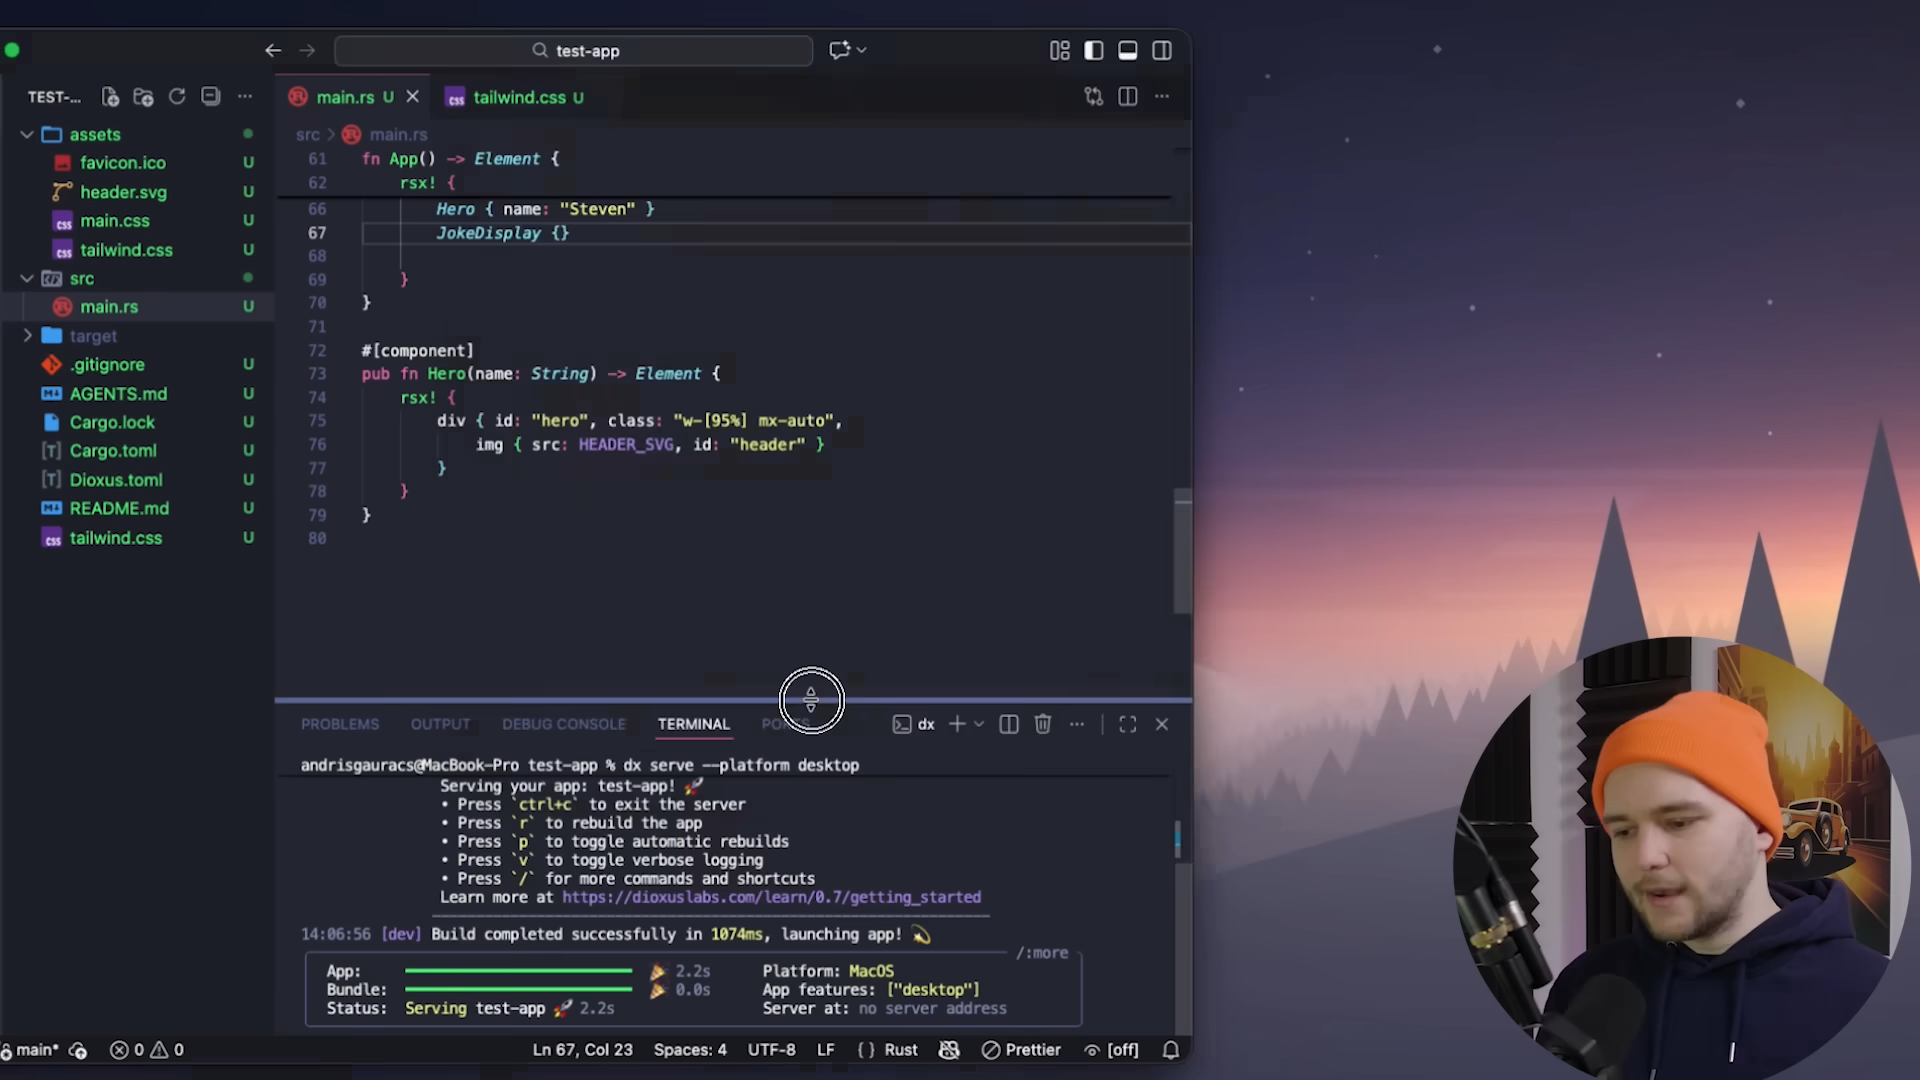 test-app
TEST-...
main.rs U
tailwind.css U
src > main.rs
assets
favicon.ico U
header.svg U
main.css U
tailwind.css U
src
main.rs U
target
.gitignore U
AGENTS.md U
Cargo.lock U
Cargo.toml U
Dioxus.toml U
README.md U
tailwind.css U
61 fn App() -> Element {
62 rsx! {
66 Hero { name: "Steven" }
67 JokeDisplay {}
68
69 }
70 }
71
72 #[component]
73 pub fn Hero(name: String) -> Element {
74 rsx! {
75 div { id: "hero", class: "w-[95%] mx-auto",
76 img { src: HEADER_SVG, id: "header" }
77 }
78 }
79 }
80
PROBLEMS OUTPUT DEBUG CONSOLE TERMINAL dx
andrisgauracs@MacBook-Pro test-app % dx serve --platform desktop
Serving your app: test-app! 🚀
• Press `ctrl+c` to exit the server
• Press `r` to rebuild the app
• Press `p` to toggle automatic rebuilds
• Press `v` to toggle verbose logging
• Press `/` for more commands and shortcuts
Learn more at https://dioxuslabs.com/learn/0.7/getting_started
14:06:56 [dev] Build completed successfully in 1074ms, launching app! 💫
/:more
App: 🎉 2.2s Platform: MacOS
Bundle: 🎉 0.0s App features: ["desktop"]
Status: Serving test-app 🚀 2.2s Server at: no server address
main* 0 0 Ln 67, Col 23 Spaces: 4 UTF-8 LF { } Rust Prettier [off]